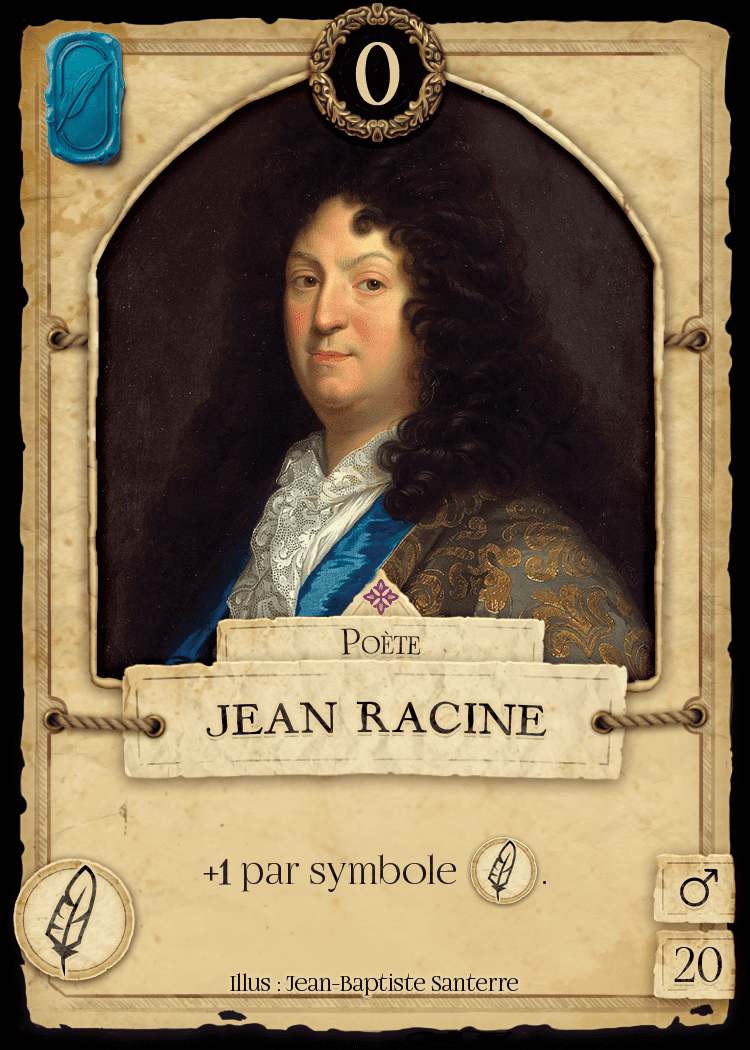 0
Poète
JEAN RACINE
+1 par symbole .
♂
20
Illus : Jean-Baptiste Santerre